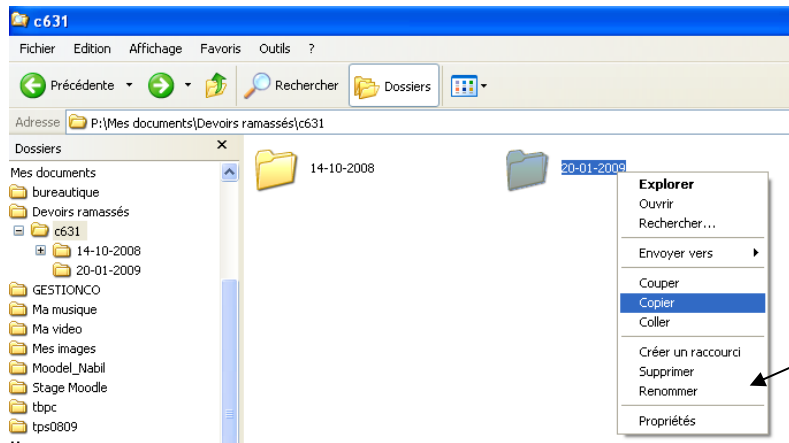 c631
Fichier Edition Affichage Favoris Outils ?
Précédente Rechercher Dossiers
Adresse P:\Mes documents\Devoirs ramassés\c631
Dossiers x
Mes documents
bureautique
Devoirs ramassés
c631
14-10-2008
20-01-2009
GESTIONCO
Ma musique
Ma video
Mes images
Moodel_Nabil
Stage Moodle
tbpc
tps0809
14-10-2008
20-01-2009
Explorer
Ouvrir
Rechercher...
Envoyer vers
Couper
Copier
Coller
Créer un raccourci
Supprimer
Renommer
Propriétés